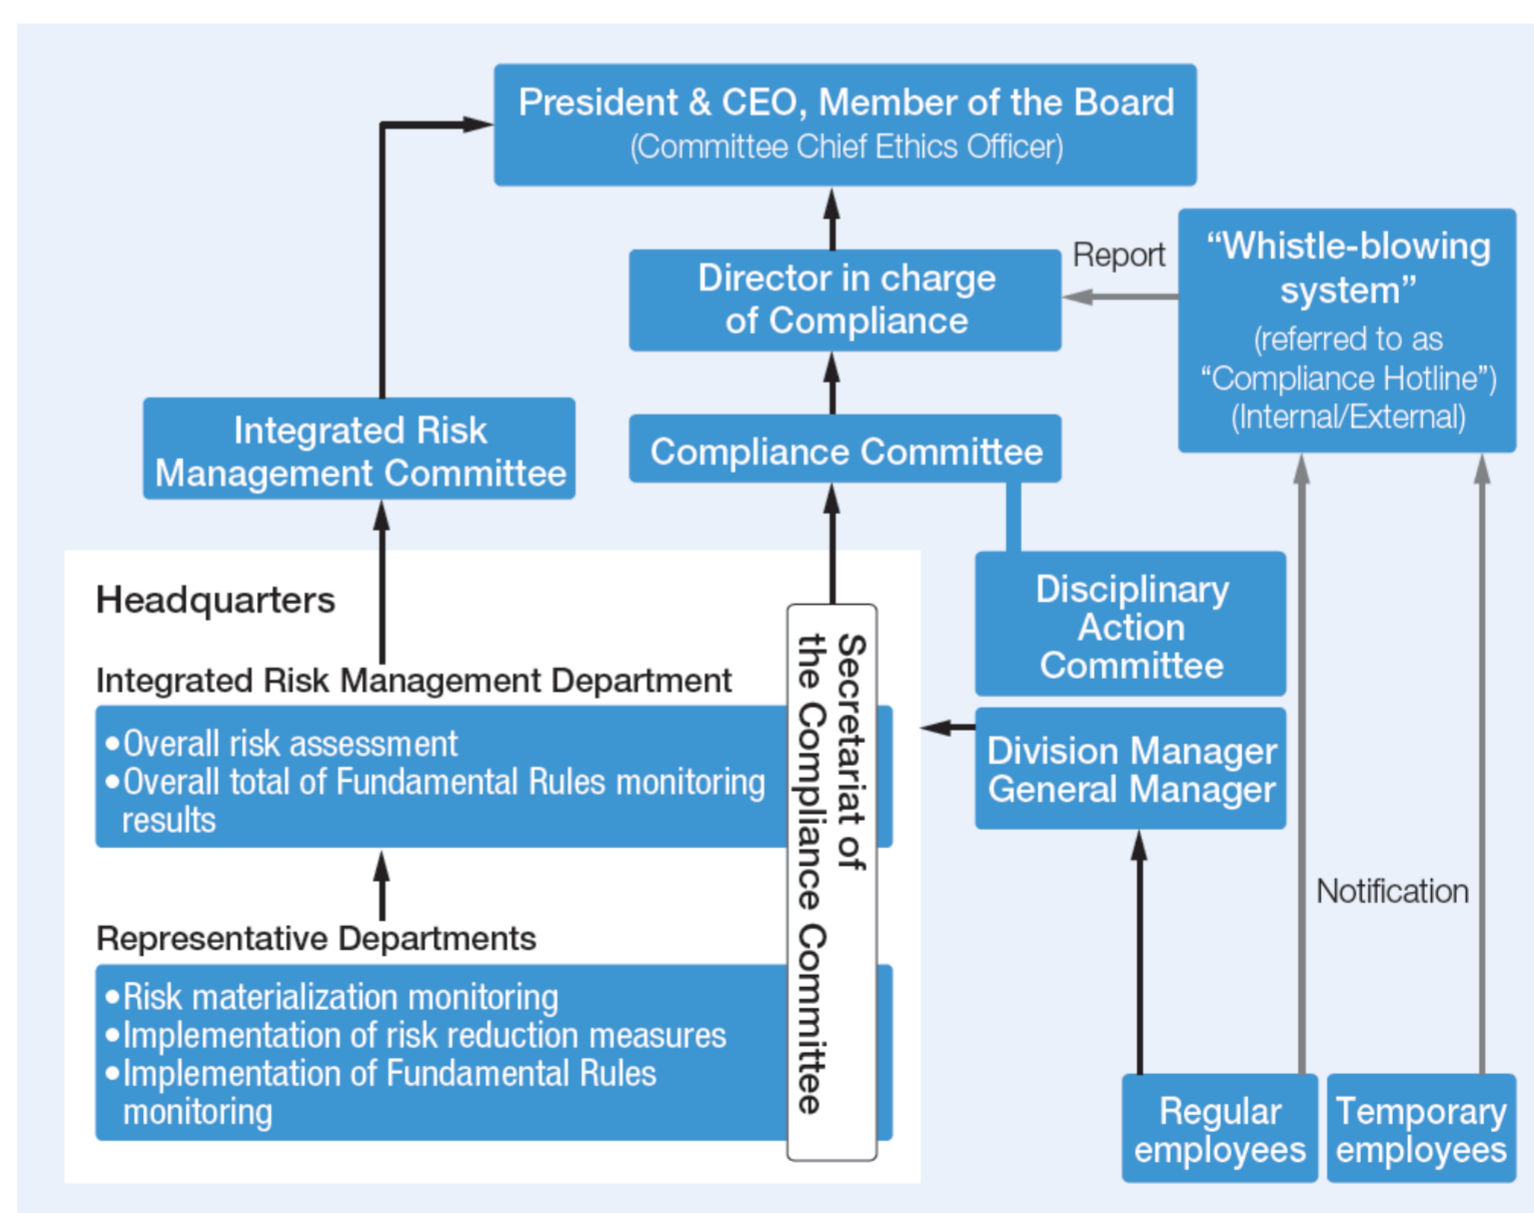 President & CEO, Member of the Board
(Committee Chief Ethics Officer)
Director in charge
of Compliance
Report
“Whistle-blowing
system”
(referred to as
“Compliance Hotline”)
(Internal/External)
Integrated Risk
Management Committee
Compliance Committee
Headquarters
Integrated Risk Management Department
•Overall risk assessment
•Overall total of Fundamental Rules monitoring
results
Representative Departments
•Risk materialization monitoring
•Implementation of risk reduction measures
•Implementation of Fundamental Rules
monitoring
Secretariat of
the Compliance Committee
Disciplinary
Action
Committee
Division Manager
General Manager
Notification
Regular
employees
Temporary
employees